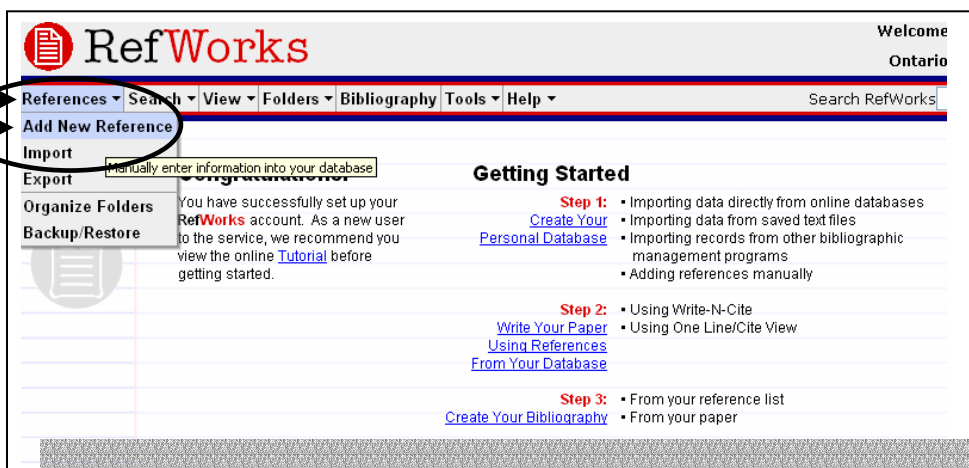 RefWorks
Welcome
Ontario
References Search View Folders Bibliography Tools Help Search RefWorks
Add New Reference
Import
Export
Organize Folders
Backup/Restore
Manually enter information into your database
Congratulations!
You have successfully set up your
RefWorks account. As a new user
to the service, we recommend you
view the online Tutorial before
getting started.
Getting Started
Step 1:
Create Your
Personal Database
• Importing data directly from online databases
• Importing data from saved text files
• Importing records from other bibliographic
management programs
• Adding references manually
Step 2:
Write Your Paper
Using References
From Your Database
• Using Write-N-Cite
• Using One Line/Cite View
Step 3:
Create Your Bibliography
• From your reference list
• From your paper